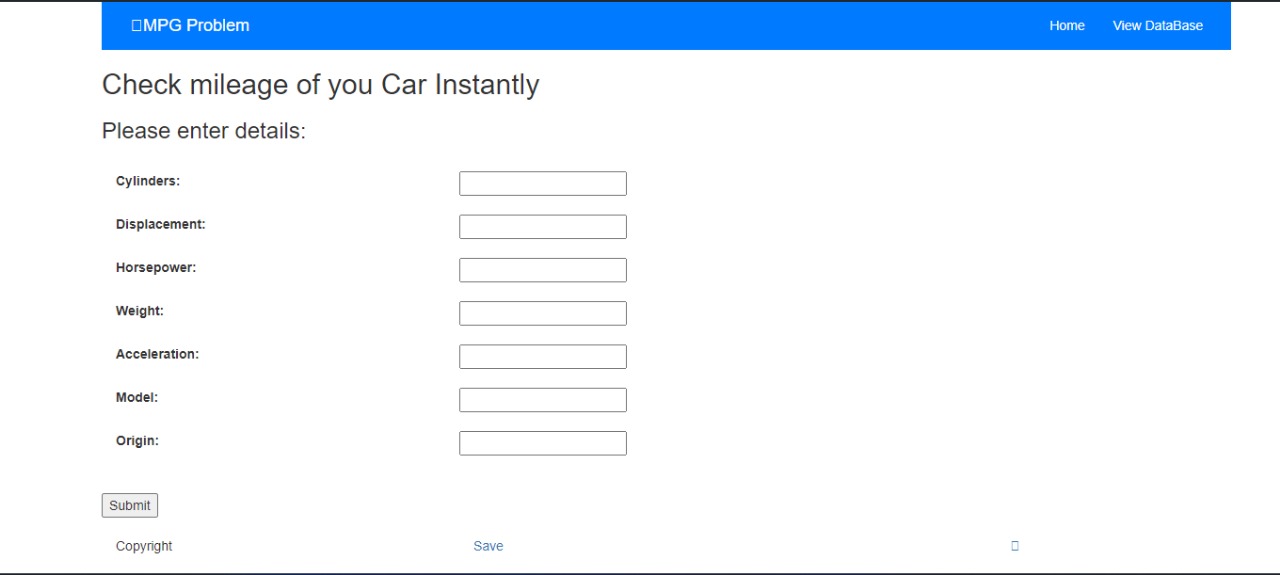 MPG Problem Home View DataBase
Check mileage of you Car Instantly
Please enter details:
Cylinders:
Displacement:
Horsepower:
Weight:
Acceleration:
Model:
Origin:
Submit
Copyright Save